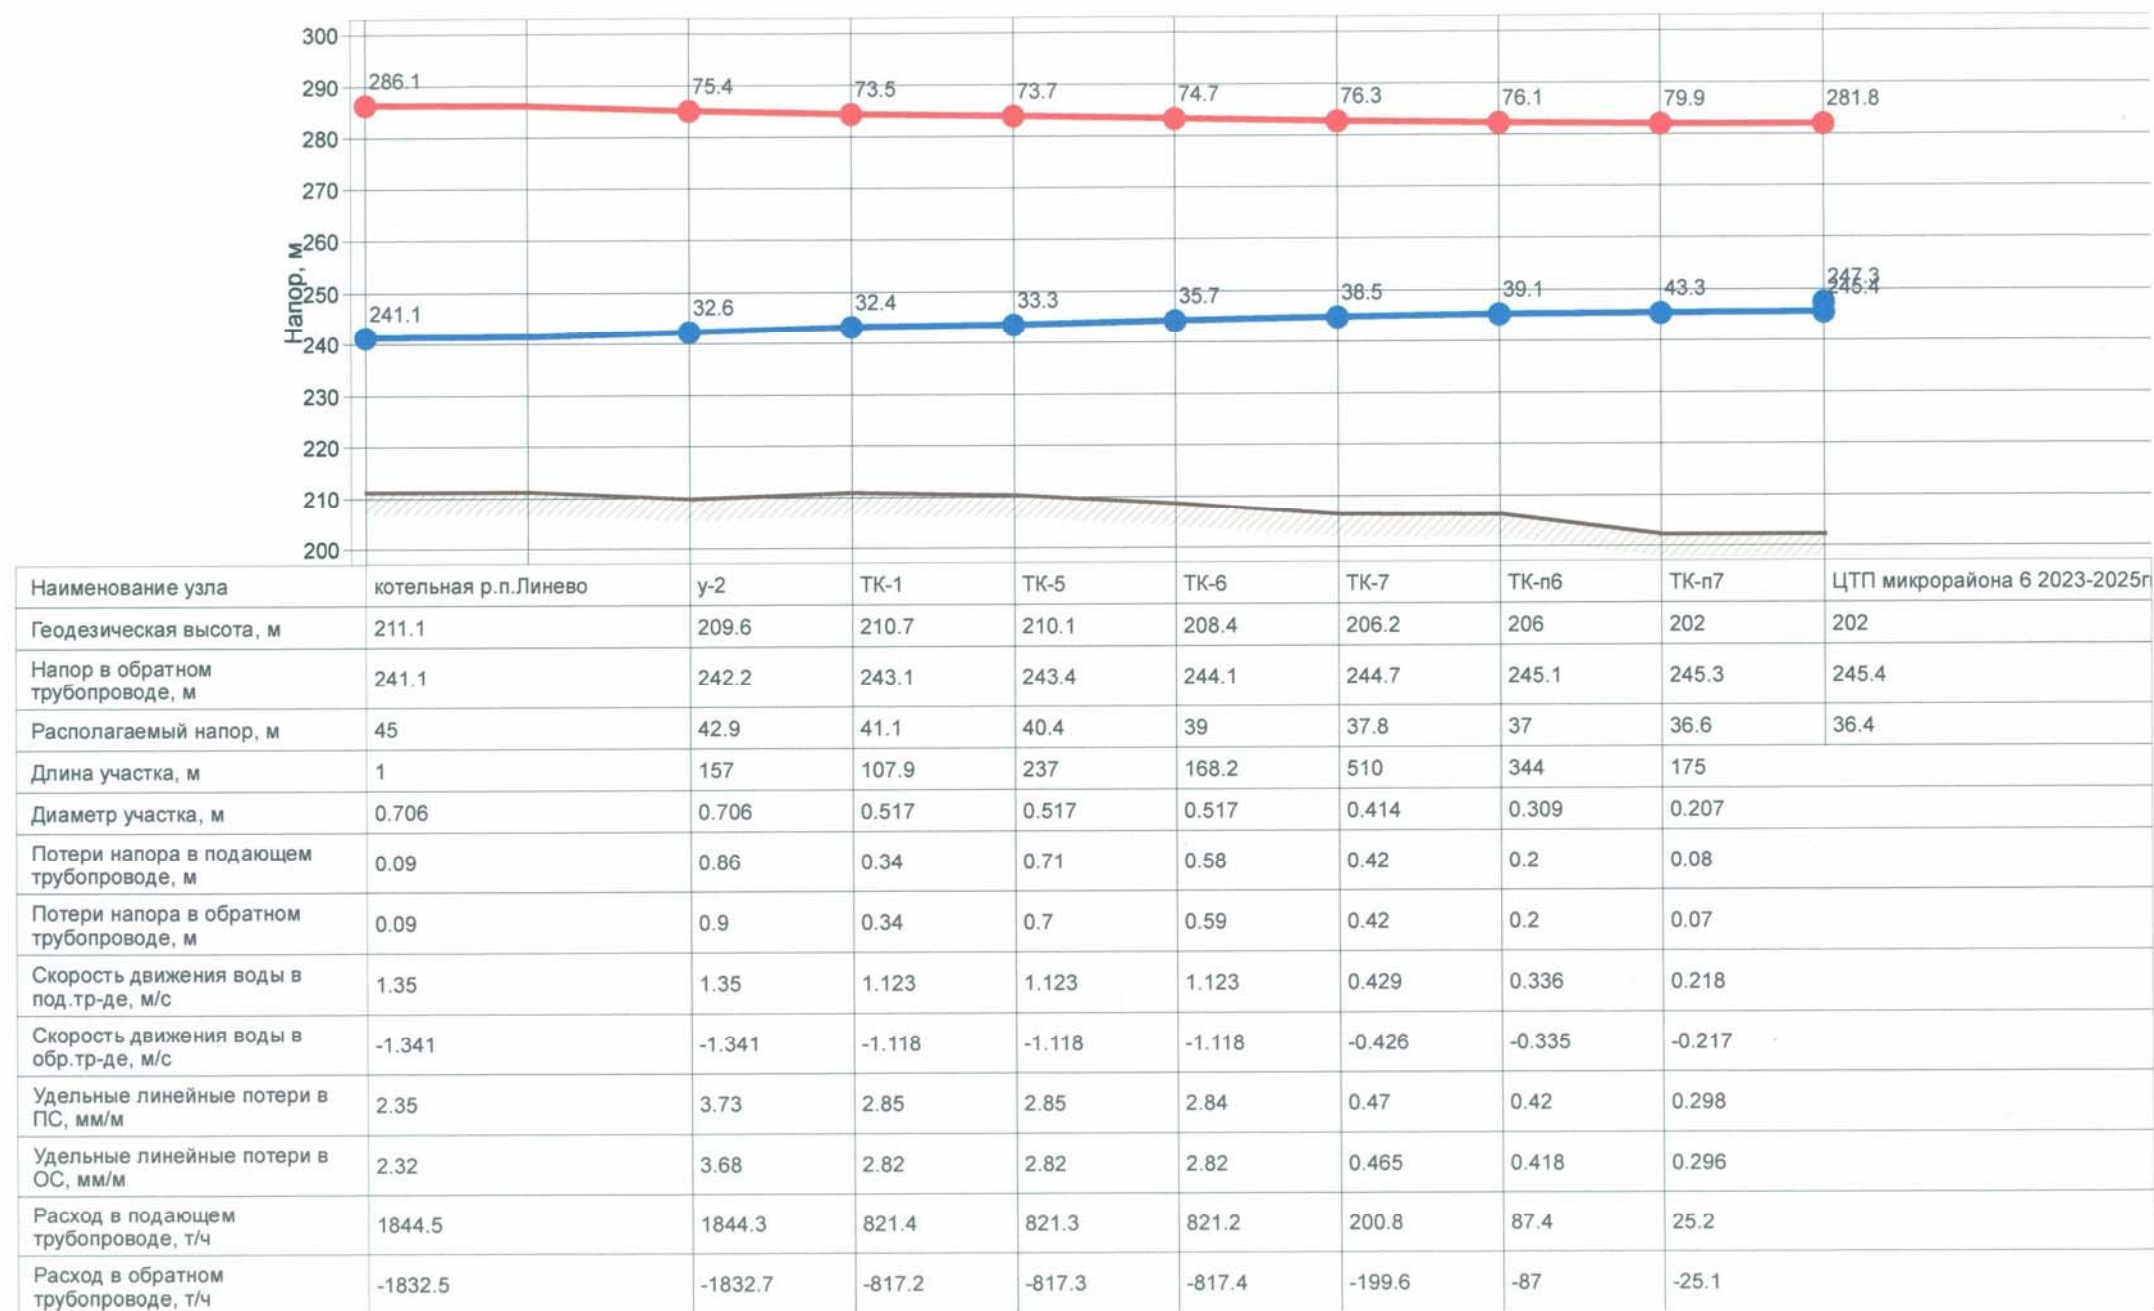 300
290
280
270
260
250
240
230
220
210
200
Напор, м
286.1 75.4 73.5 73.7 74.7 76.3 76.1 79.9 281.8
247.3
241.1 32.6 32.4 33.3 35.7 38.5 39.1 43.3 245.4
Наименование узла котельная р.п.Линево у-2 ТК-1 ТК-5 ТК-6 ТК-7 ТК-п6 ТК-п7 ЦТП микрорайона 6 2023-2025г
Геодезическая высота, м 211.1 209.6 210.7 210.1 208.4 206.2 206 202 202
Напор в обратном
трубопроводе, м 241.1 242.2 243.1 243.4 244.1 244.7 245.1 245.3 245.4
Располагаемый напор, м 45 42.9 41.1 40.4 39 37.8 37 36.6 36.4
Длина участка, м 1 157 107.9 237 168.2 510 344 175
Диаметр участка, м 0.706 0.706 0.517 0.517 0.517 0.414 0.309 0.207
Потери напора в подающем
трубопроводе, м 0.09 0.86 0.34 0.71 0.58 0.42 0.2 0.08
Потери напора в обратном
трубопроводе, м 0.09 0.9 0.34 0.7 0.59 0.42 0.2 0.07
Скорость движения воды в
под.тр-де, м/с 1.35 1.35 1.123 1.123 1.123 0.429 0.336 0.218
Скорость движения воды в
обр.тр-де, м/с -1.341 -1.341 -1.118 -1.118 -1.118 -0.426 -0.335 -0.217
Удельные линейные потери в
ПС, мм/м 2.35 3.73 2.85 2.85 2.84 0.47 0.42 0.298
Удельные линейные потери в
ОС, мм/м 2.32 3.68 2.82 2.82 2.82 0.465 0.418 0.296
Расход в подающем
трубопроводе, т/ч 1844.5 1844.3 821.4 821.3 821.2 200.8 87.4 25.2
Расход в обратном
трубопроводе, т/ч -1832.5 -1832.7 -817.2 -817.3 -817.4 -199.6 -87 -25.1